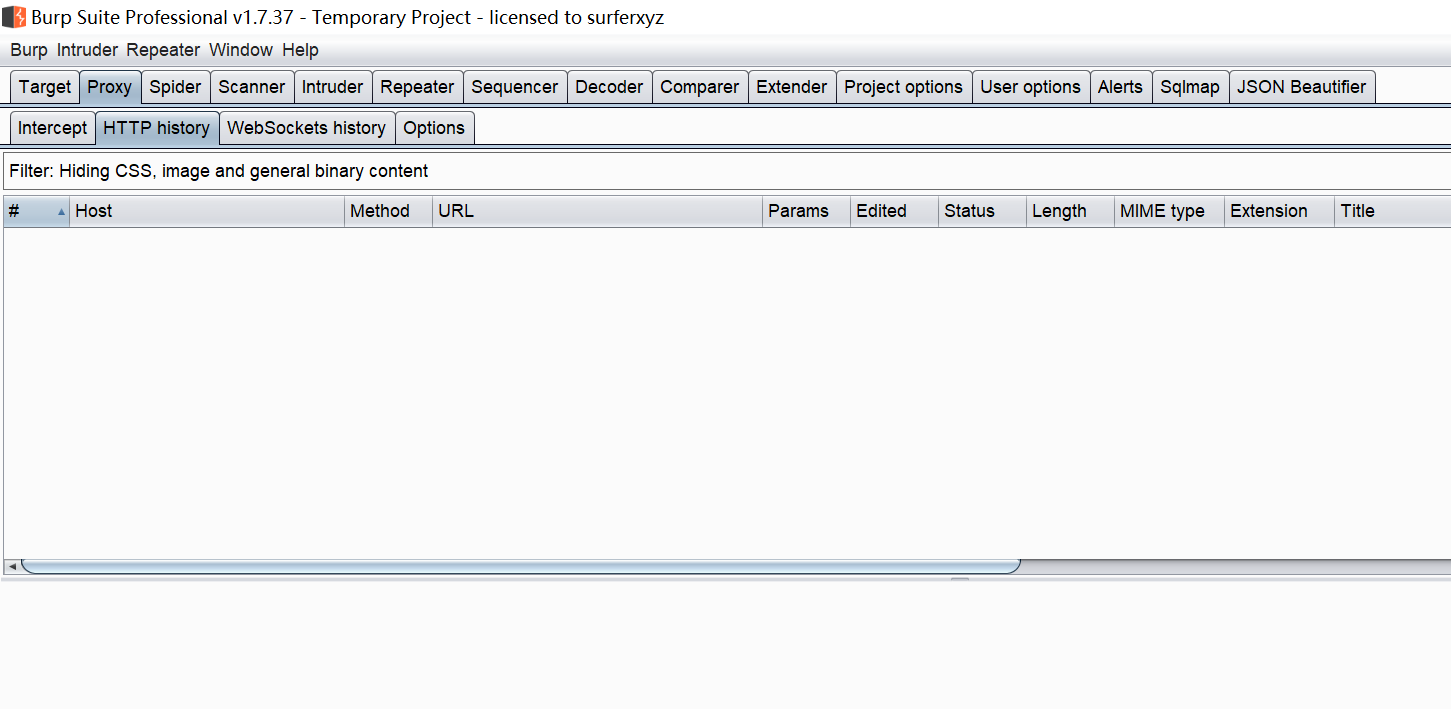 Burp Suite Professional v1.7.37 - Temporary Project - licensed to surferxyz
Burp Intruder Repeater Window Help
Target Proxy Spider Scanner Intruder Repeater Sequencer Decoder Comparer Extender Project options User options Alerts Sqlmap JSON Beautifier
Intercept HTTP history WebSockets history Options
Filter: Hiding CSS, image and general binary content
# Host Method URL Params Edited Status Length MIME type Extension Title